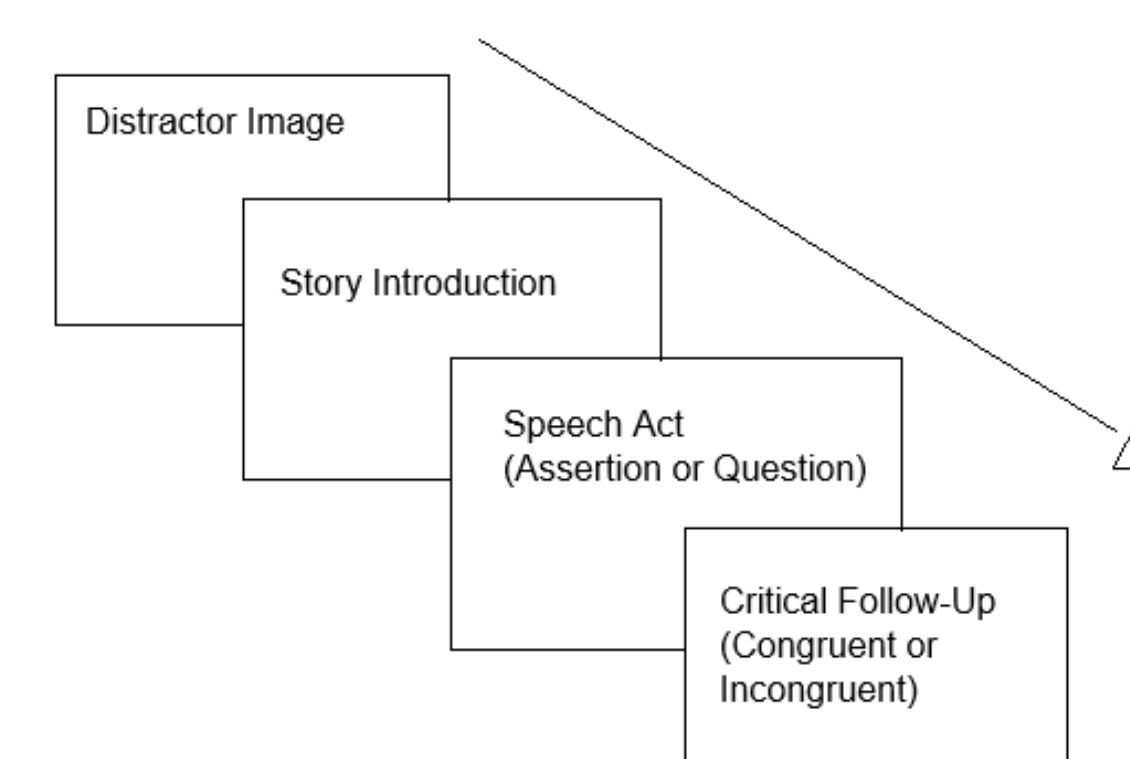 Distractor Image
Story Introduction
Speech Act
(Assertion or Question)
Critical Follow-Up
(Congruent or
Incongruent)